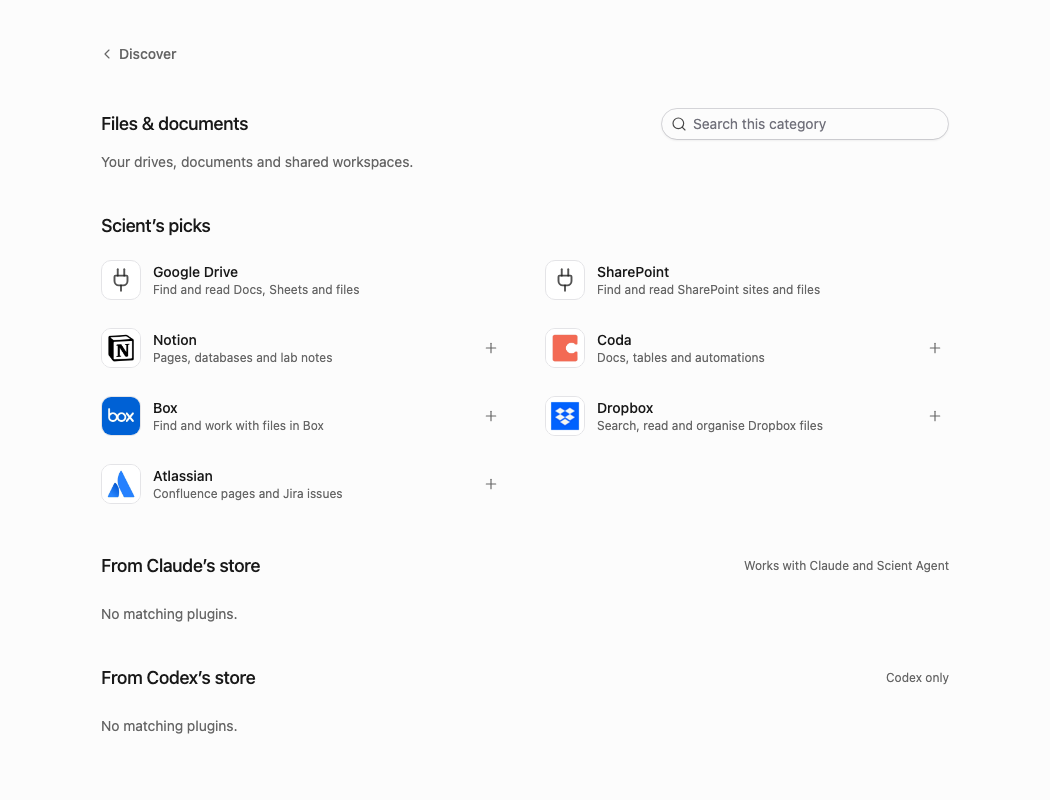 Discover
Files & documents
Search this category
Your drives, documents and shared workspaces.
Scient’s picks
Google Drive
Find and read Docs, Sheets and files
SharePoint
Find and read SharePoint sites and files
N
Notion
Pages, databases and lab notes
Coda
Docs, tables and automations
box
Box
Find and work with files in Box
Dropbox
Search, read and organise Dropbox files
Atlassian
Confluence pages and Jira issues
From Claude’s store
Works with Claude and Scient Agent
No matching plugins.
From Codex’s store
Codex only
No matching plugins.